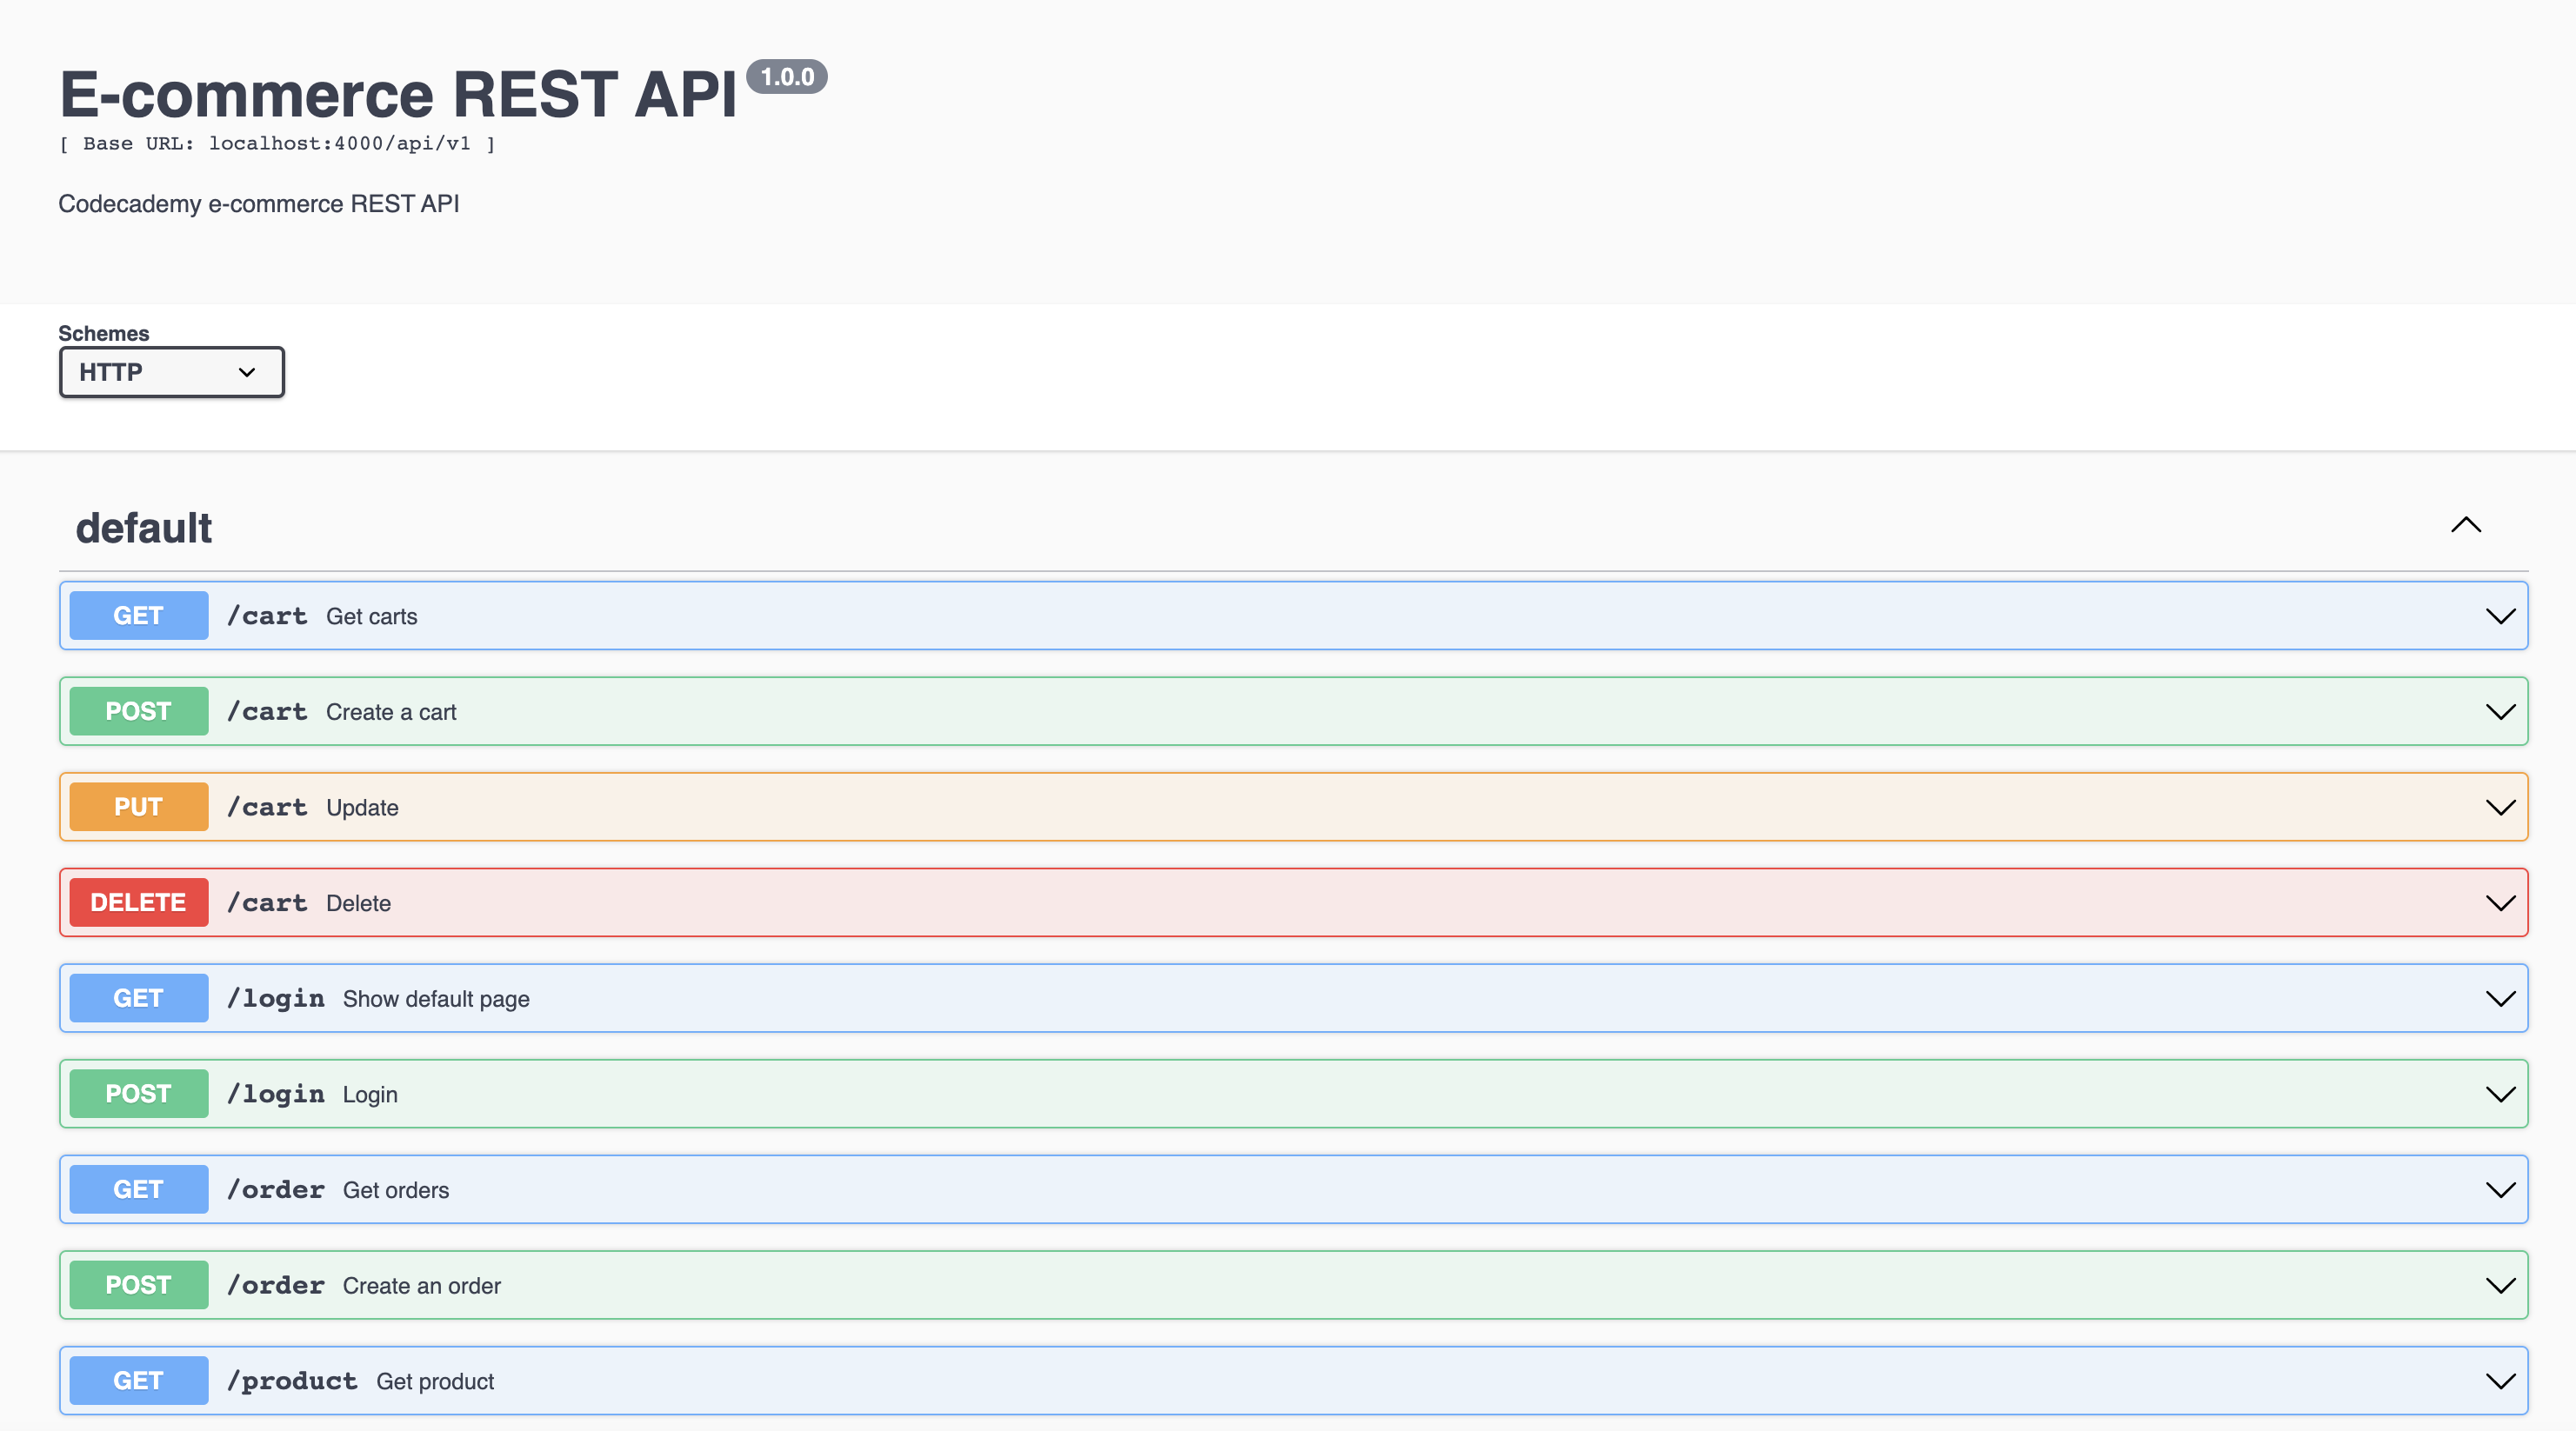 E-commerce REST API 1.0.0
[ Base URL: localhost:4000/api/v1 ]
Codecademy e-commerce REST API
Schemes
HTTP
default
GET /cart Get carts
POST /cart Create a cart
PUT /cart Update
DELETE /cart Delete
GET /login Show default page
POST /login Login
GET /order Get orders
POST /order Create an order
GET /product Get product